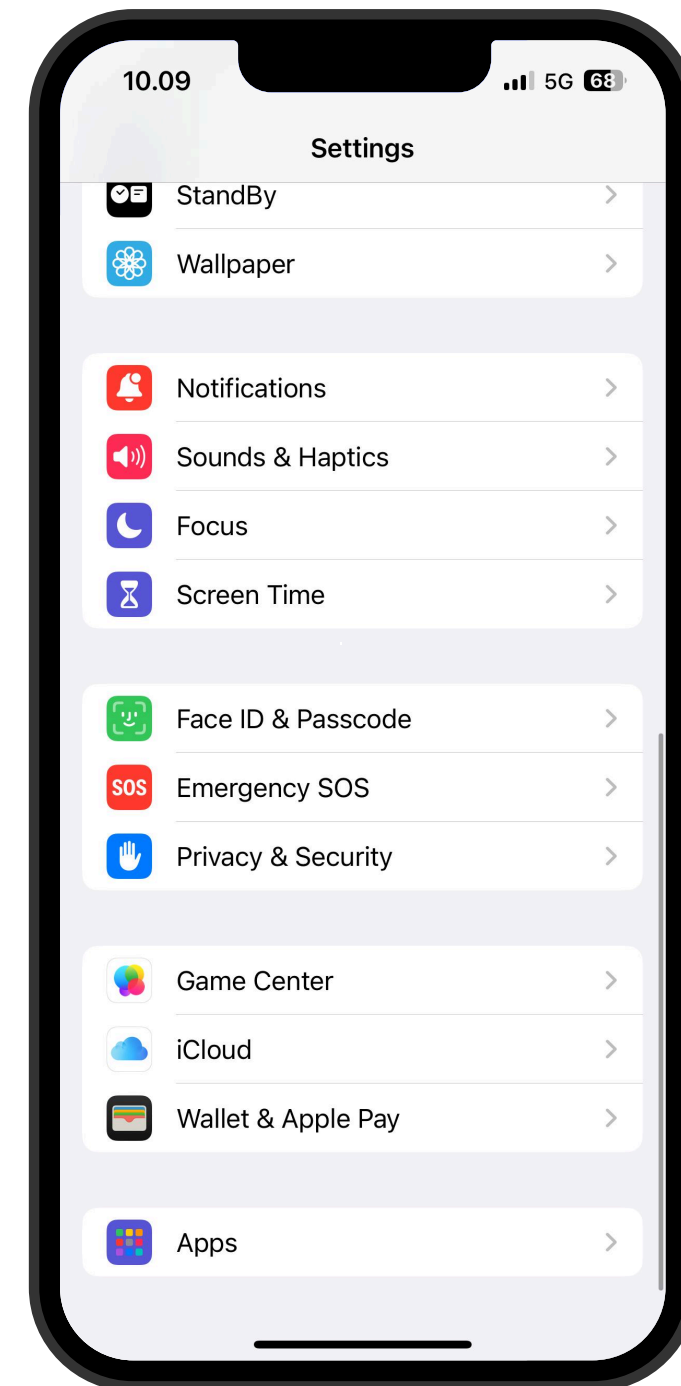 10.09 5G 68
Settings
StandBy
Wallpaper
Notifications
Sounds & Haptics
Focus
Screen Time
Face ID & Passcode
SOS Emergency SOS
Privacy & Security
Game Center
iCloud
Wallet & Apple Pay
Apps